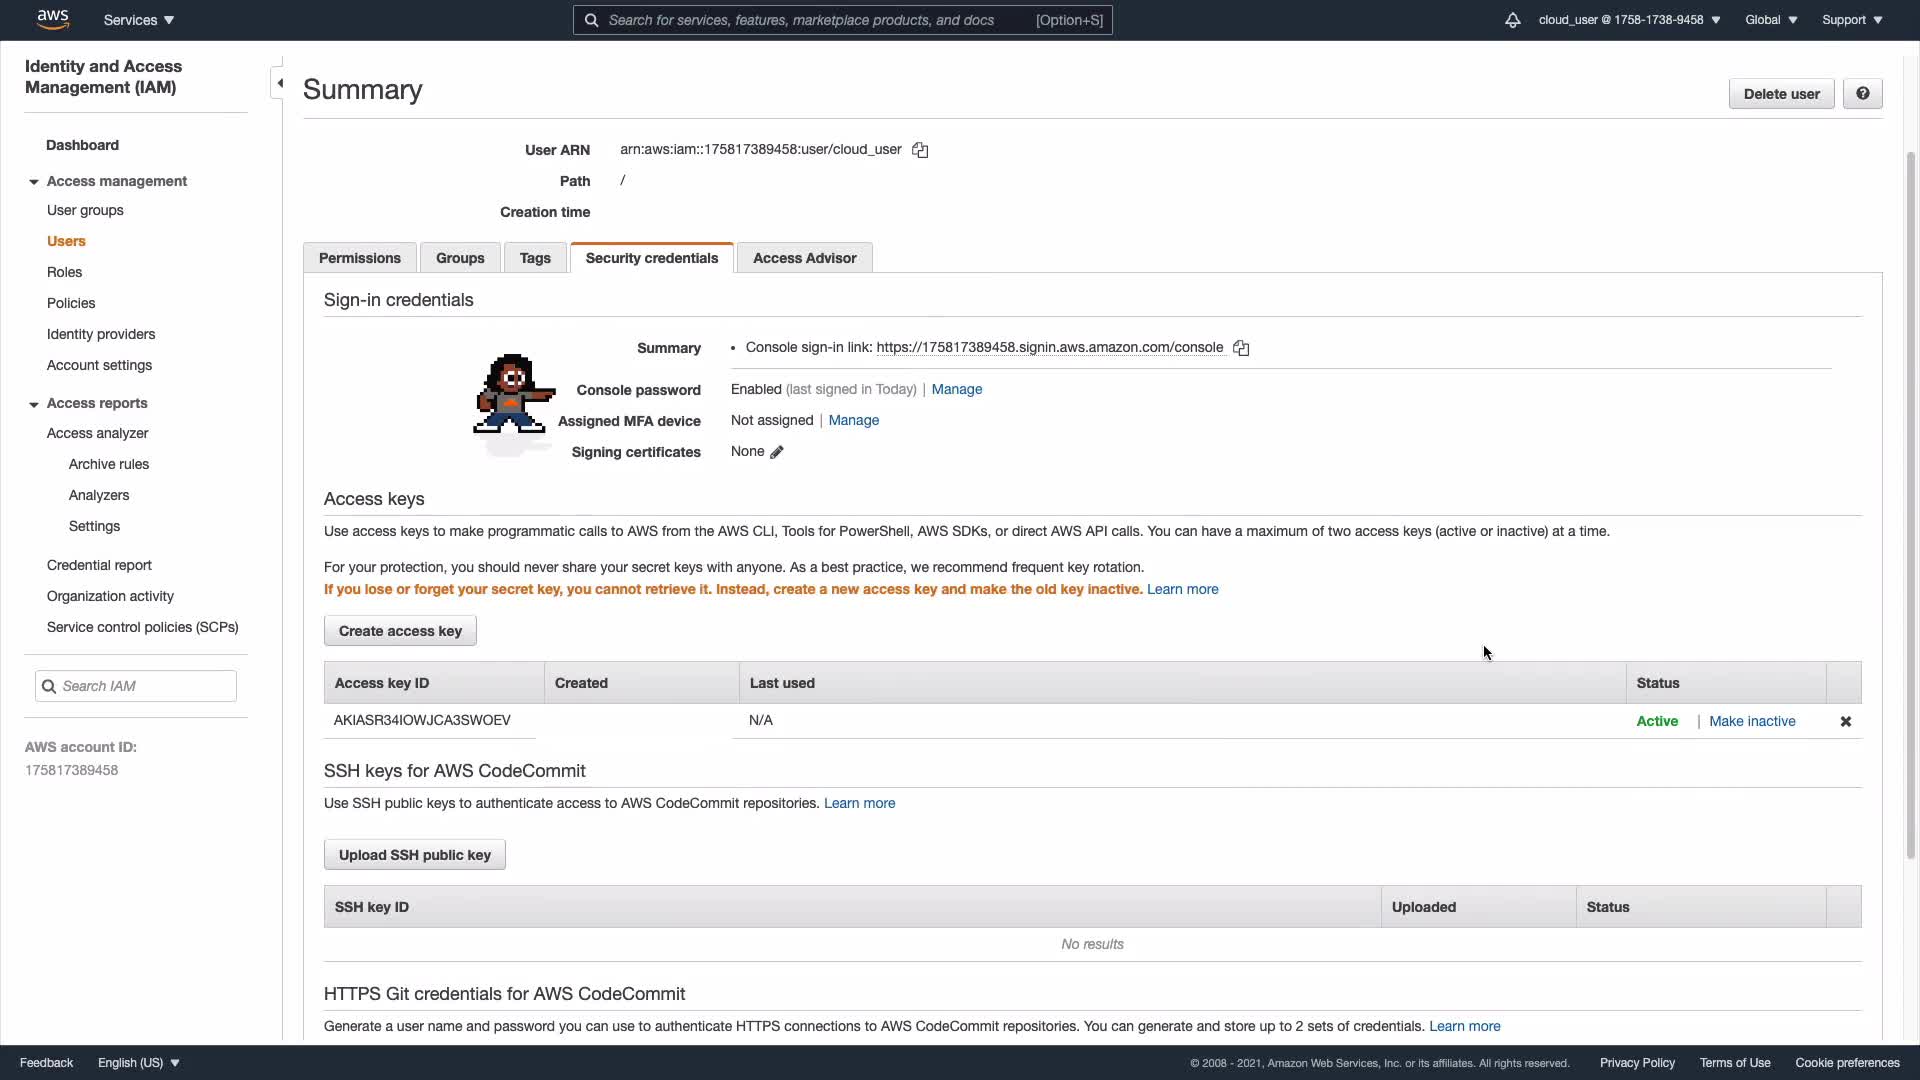 aws
Services
Search for services, features, marketplace products, and docs [Option+S]
cloud_user @ 1758-1738-9458
Global
Support
Identity and Access
Management (IAM)
Dashboard
Access management
User groups
Users
Roles
Policies
Identity providers
Account settings
Access reports
Access analyzer
Archive rules
Analyzers
Settings
Credential report
Organization activity
Service control policies (SCPs)
Search IAM
AWS account ID:
175817389458
Summary
Delete user
User ARN arn:aws:iam::175817389458:user/cloud_user
Path /
Creation time
Permissions Groups Tags Security credentials Access Advisor
Sign-in credentials
Summary • Console sign-in link: https://175817389458.signin.aws.amazon.com/console
Console password Enabled (last signed in Today) | Manage
Assigned MFA device Not assigned | Manage
Signing certificates None
Access keys
Use access keys to make programmatic calls to AWS from the AWS CLI, Tools for PowerShell, AWS SDKs, or direct AWS API calls. You can have a maximum of two access keys (active or inactive) at a time.
For your protection, you should never share your secret keys with anyone. As a best practice, we recommend frequent key rotation.
If you lose or forget your secret key, you cannot retrieve it. Instead, create a new access key and make the old key inactive. Learn more
Create access key
Access key ID Created Last used Status
AKIASR34IOWJCA3SWOEV N/A Active | Make inactive
SSH keys for AWS CodeCommit
Use SSH public keys to authenticate access to AWS CodeCommit repositories. Learn more
Upload SSH public key
SSH key ID Uploaded Status
No results
HTTPS Git credentials for AWS CodeCommit
Generate a user name and password you can use to authenticate HTTPS connections to AWS CodeCommit repositories. You can generate and store up to 2 sets of credentials. Learn more
Feedback English (US) © 2008 - 2021, Amazon Web Services, Inc. or its affiliates. All rights reserved. Privacy Policy Terms of Use Cookie preferences